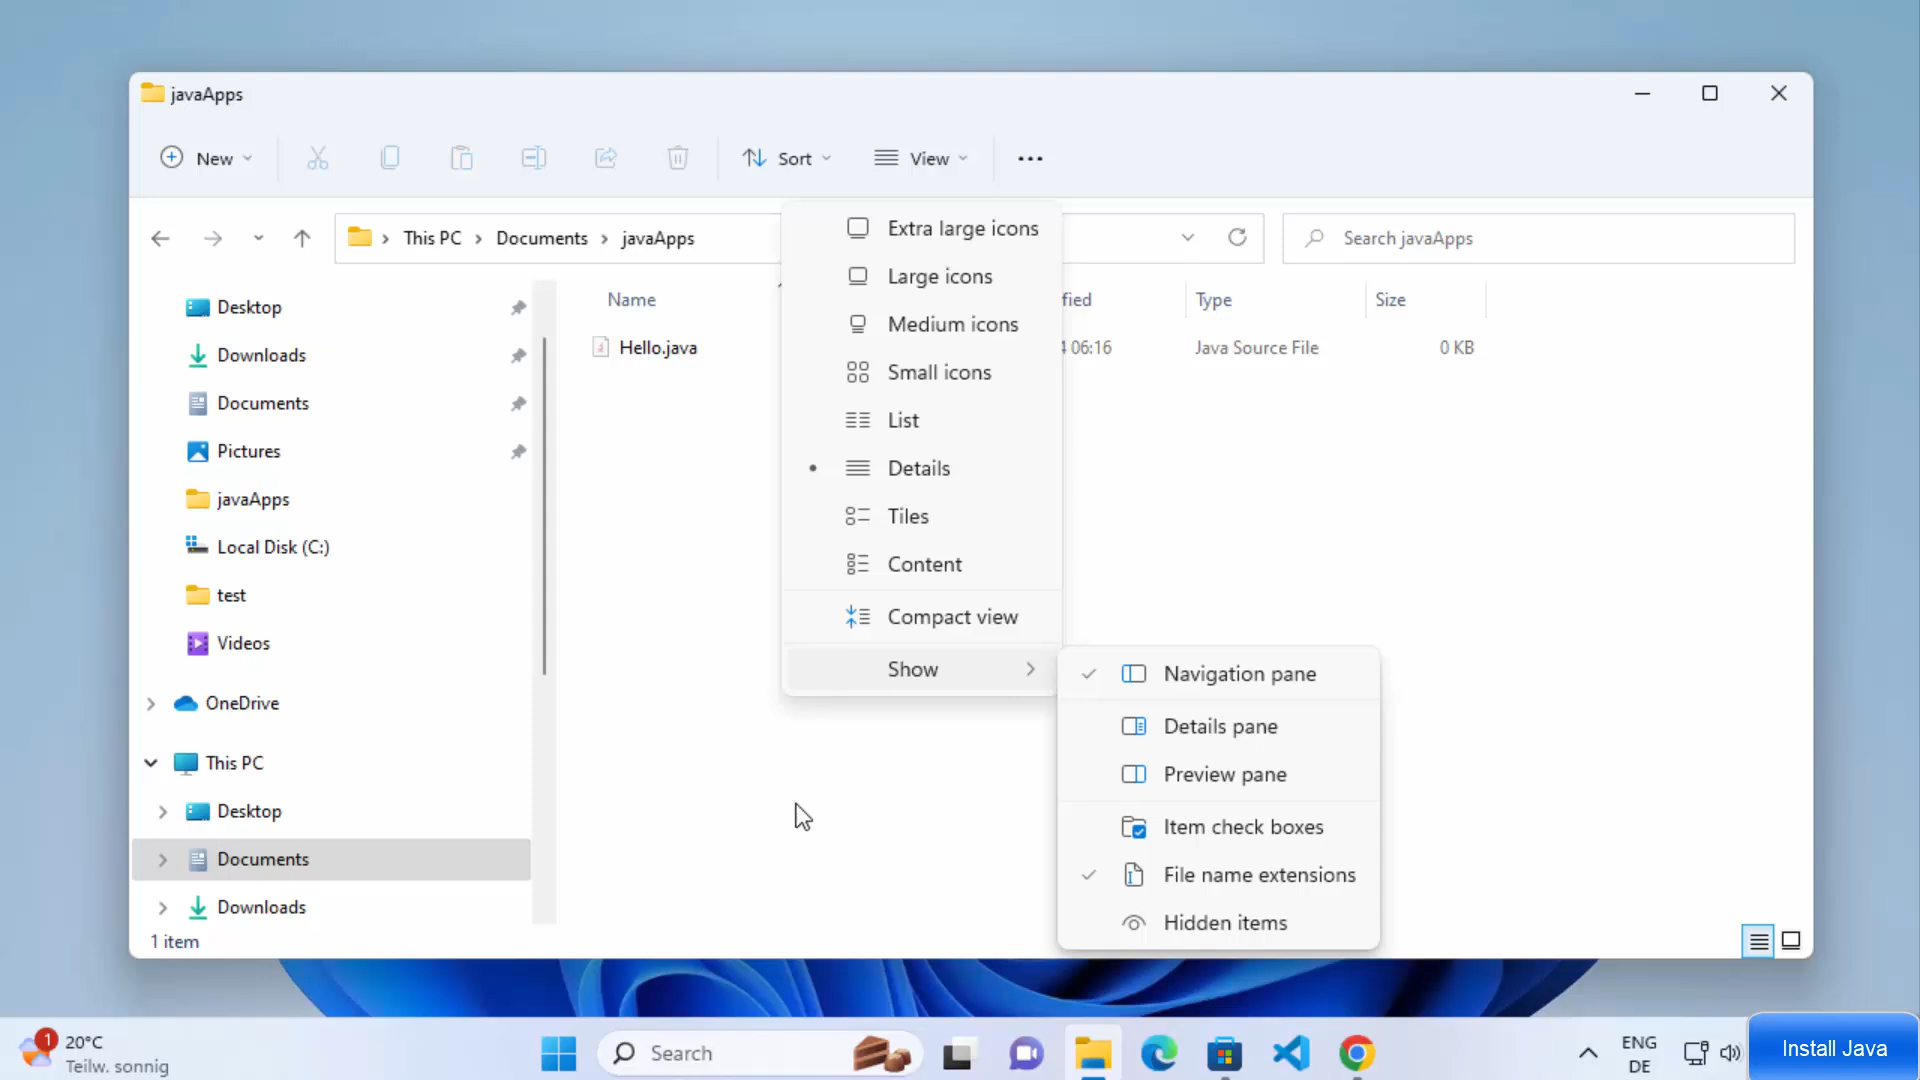 javaApps
New
Sort
View
This PC
Documents
javaApps
Search javaApps
Name
fied
Type
Size
Hello.java
06:16
Java Source File
0 KB
Desktop
Downloads
Documents
Pictures
javaApps
Local Disk (C:)
test
Videos
OneDrive
This PC
Desktop
Documents
Downloads
1 item
Extra large icons
Large icons
Medium icons
Small icons
List
Details
Tiles
Content
Compact view
Show
Navigation pane
Details pane
Preview pane
Item check boxes
File name extensions
Hidden items
1
20°C
Teilw. sonnig
Search
ENG
DE
Install Java